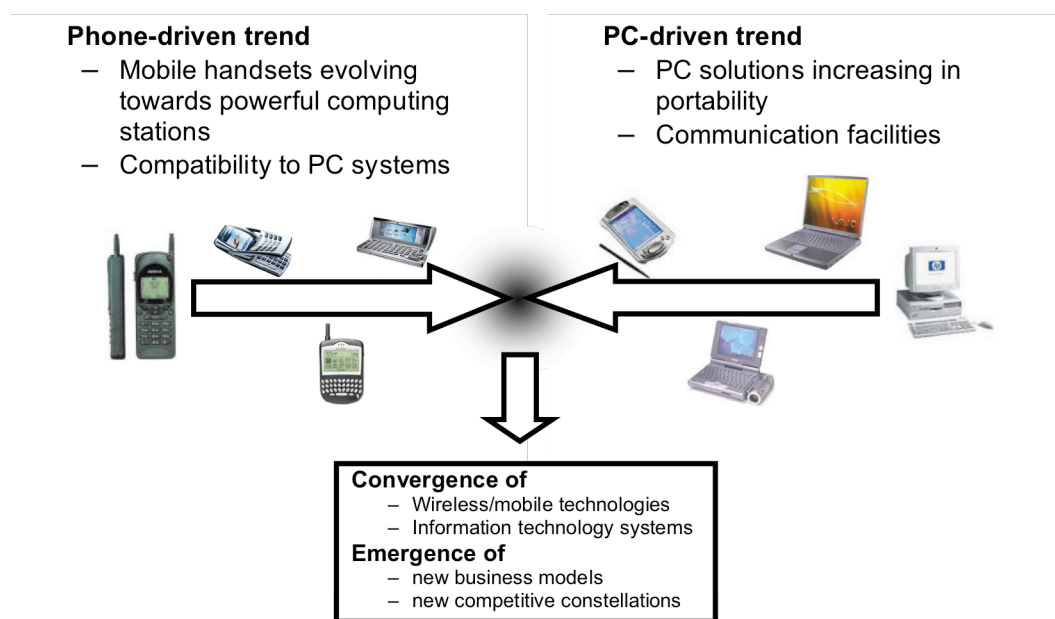 Phone-driven trend
– Mobile handsets evolving
towards powerful computing
stations
– Compatibility to PC systems
PC-driven trend
– PC solutions increasing in
portability
– Communication facilities
Convergence of
– Wireless/mobile technologies
– Information technology systems
Emergence of
– new business models
– new competitive constellations